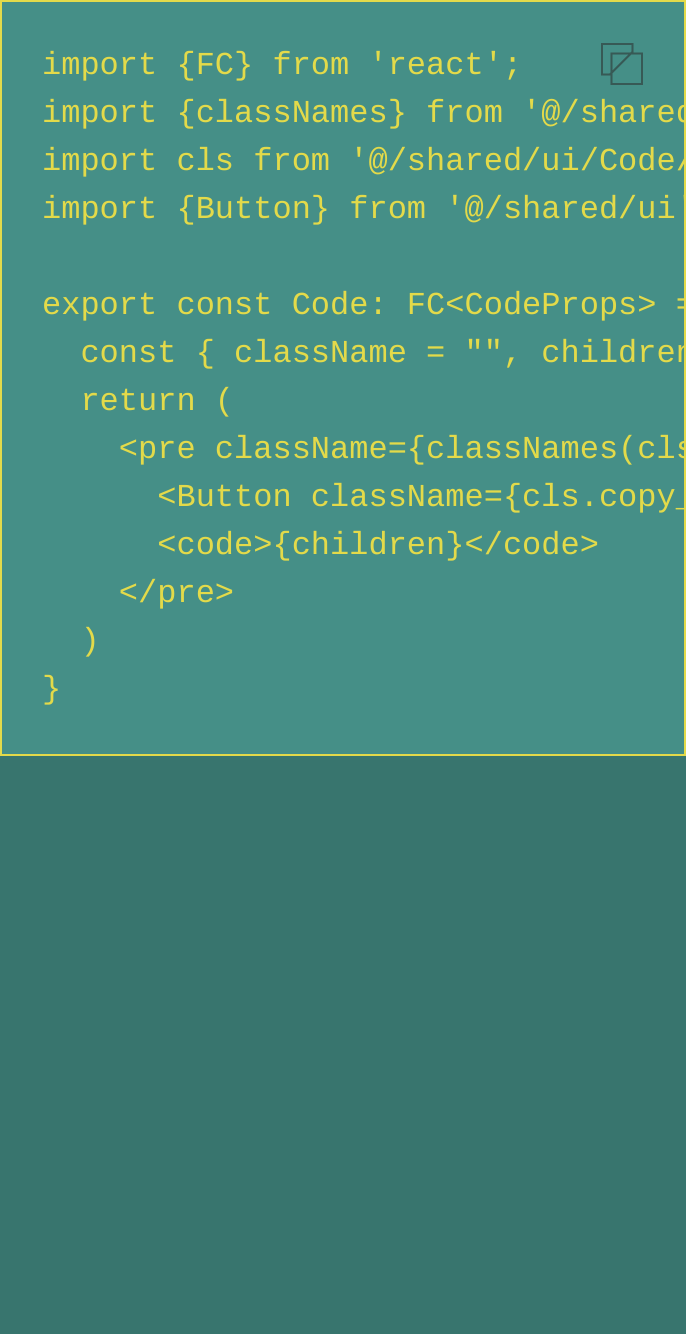 import {FC} from 'react';
import {classNames} from '@/shared
import cls from '@/shared/ui/Code/
import {Button} from '@/shared/ui'

export const Code: FC<CodeProps> =
  const { className = "", children
  return (
    <pre className={classNames(cls
      <Button className={cls.copy_
      <code>{children}</code>
    </pre>
  )
}